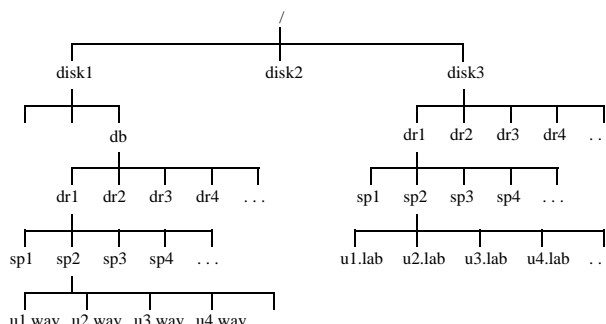 /
disk1 disk2 disk3
db dr1 dr2 dr3 dr4 . .
dr1 dr2 dr3 dr4 . . . sp1 sp2 sp3 sp4 . . .
sp1 sp2 sp3 sp4 . . . u1.lab u2.lab u3.lab u4.lab . .
u1.wav u2.wav u3.wav u4.wav